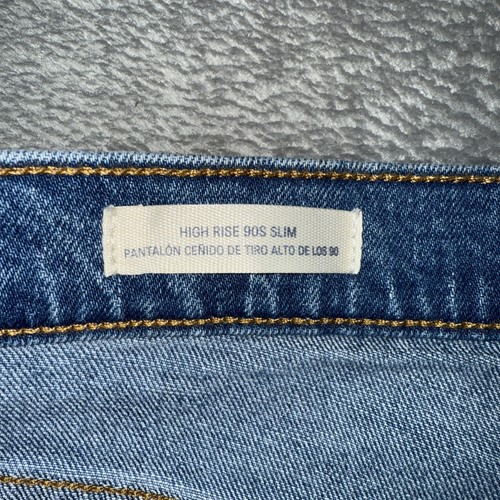 HIGH RISE 90S SLIM
PANTALÓN CEÑIDO DE TIRO ALTO DE LOS 90